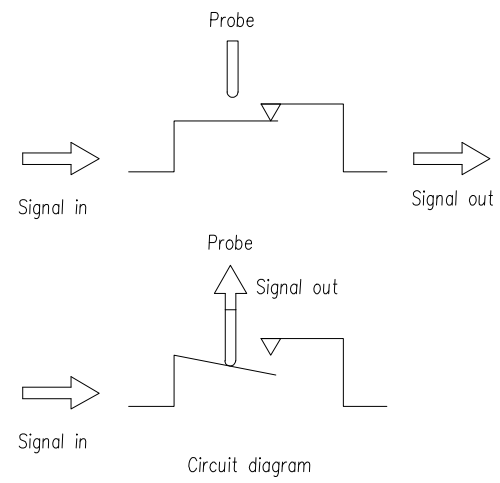 Probe
Signal in
Signal out
Probe
Signal out
Signal in
Circuit diagram